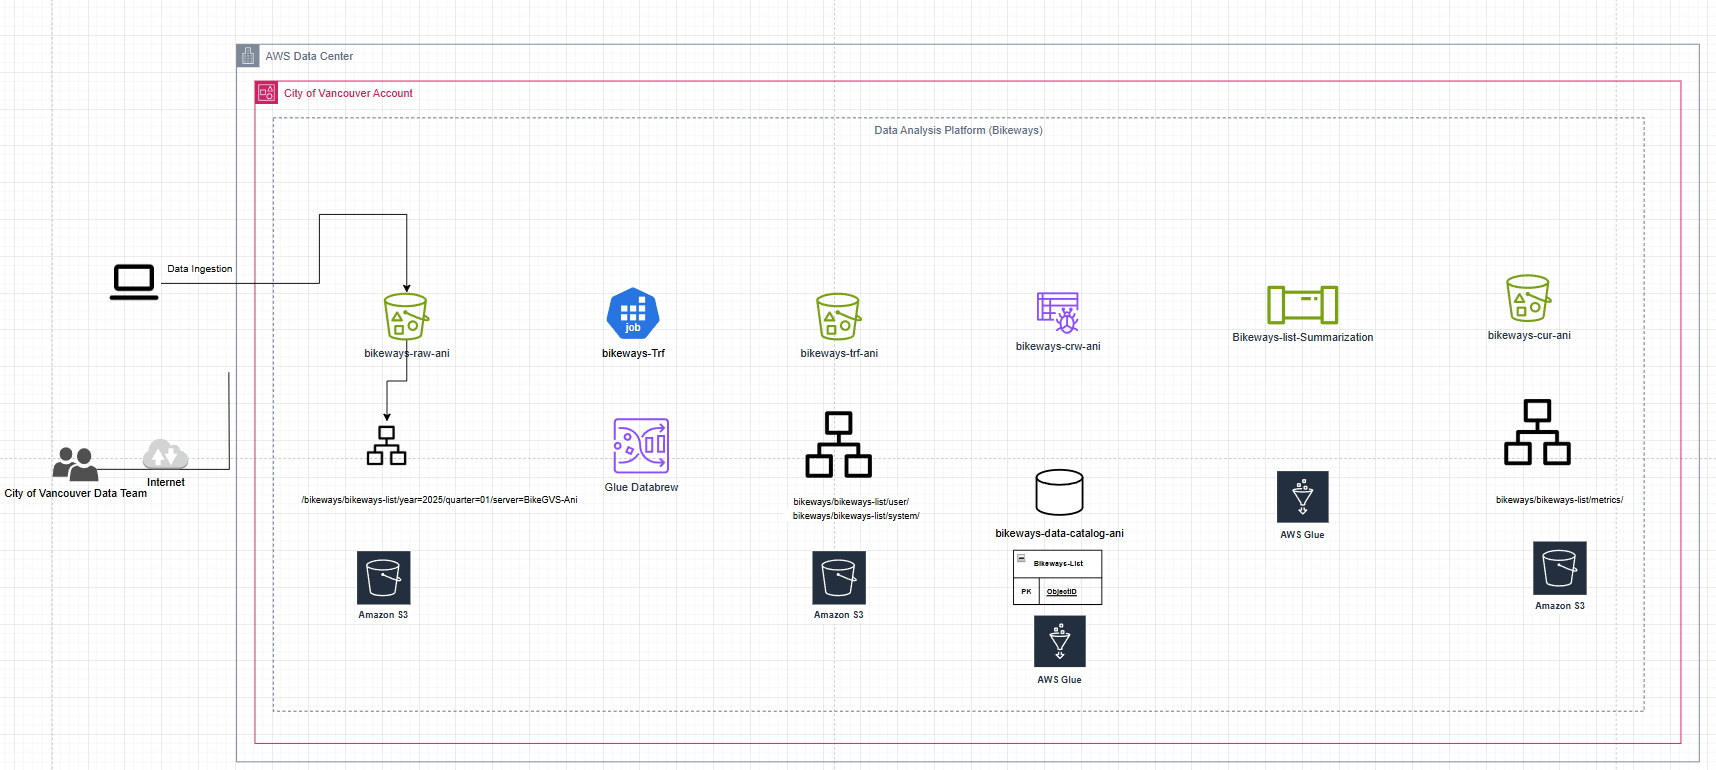 AWS Data Center
City of Vancouver Account
Data Analysis Platform (Bikeways)
Data Ingestion
bikeways-raw-ani
job
bikeways-Trf
bikeways-trf-ani
bikeways-crw-ani
Bikeways-list-Summarization
bikeways-cur-ani
City of Vancouver Data Team
Internet
/bikeways/bikeways-list/year=2025/quarter=01/server=BikeGVS-Ani
Glue Databrew
bikeways/bikeways-list/user/
bikeways/bikeways-list/system/
bikeways-data-catalog-ani
Bikeways-List
PK
ObjectID
AWS Glue
AWS Glue
bikeways/bikeways-list/metrics/
Amazon S3
Amazon S3
Amazon S3